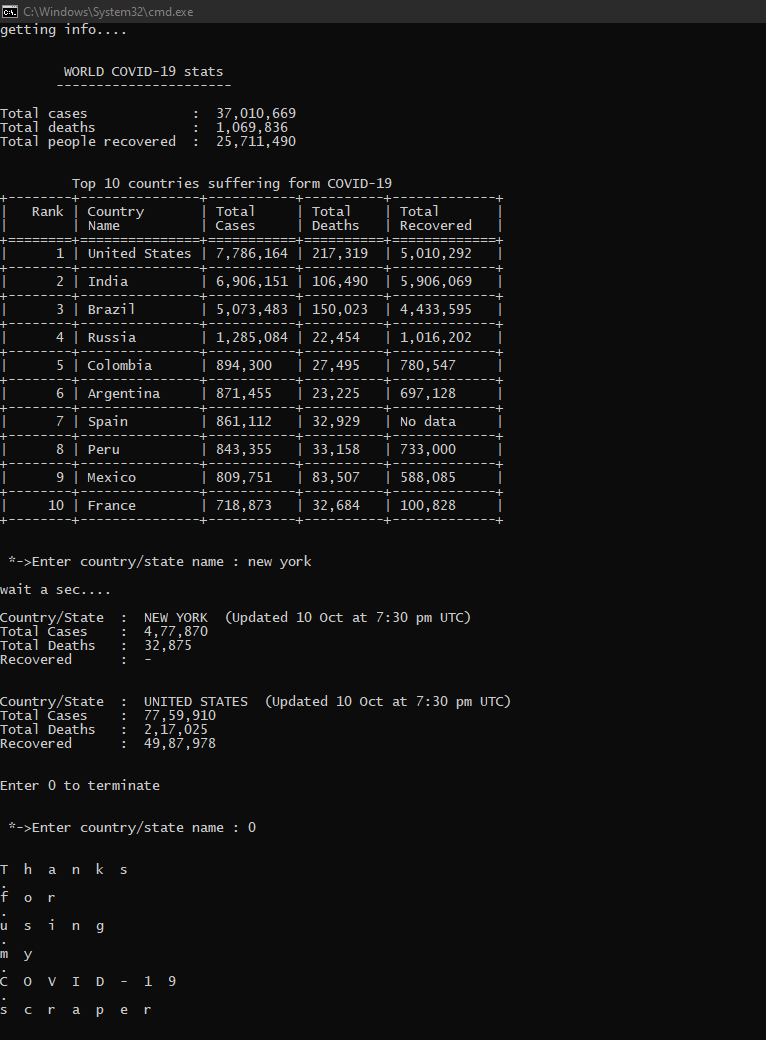 C:\Windows\System32\cmd.exe
getting info....
WORLD COVID-19 stats
----------------------
Total cases             :  37,010,669
Total deaths            :  1,069,836
Total people recovered  :  25,711,490
Top 10 countries suffering form COVID-19
+--------+---------------+-----------+----------+-------------+
|   Rank | Country       | Total     | Total    | Total       |
|        | Name          | Cases     | Deaths   | Recovered   |
+========+===============+===========+==========+=============+
|      1 | United States | 7,786,164 | 217,319  | 5,010,292   |
+--------+---------------+-----------+----------+-------------+
|      2 | India         | 6,906,151 | 106,490  | 5,906,069   |
+--------+---------------+-----------+----------+-------------+
|      3 | Brazil        | 5,073,483 | 150,023  | 4,433,595   |
+--------+---------------+-----------+----------+-------------+
|      4 | Russia        | 1,285,084 | 22,454   | 1,016,202   |
+--------+---------------+-----------+----------+-------------+
|      5 | Colombia      | 894,300   | 27,495   | 780,547     |
+--------+---------------+-----------+----------+-------------+
|      6 | Argentina     | 871,455   | 23,225   | 697,128     |
+--------+---------------+-----------+----------+-------------+
|      7 | Spain         | 861,112   | 32,929   | No data     |
+--------+---------------+-----------+----------+-------------+
|      8 | Peru          | 843,355   | 33,158   | 733,000     |
+--------+---------------+-----------+----------+-------------+
|      9 | Mexico        | 809,751   | 83,507   | 588,085     |
+--------+---------------+-----------+----------+-------------+
|     10 | France        | 718,873   | 32,684   | 100,828     |
+--------+---------------+-----------+----------+-------------+
*->Enter country/state name : new york
wait a sec....
Country/State  :  NEW YORK  (Updated 10 Oct at 7:30 pm UTC)
Total Cases    :  4,77,870
Total Deaths   :  32,875
Recovered      :  -
Country/State  :  UNITED STATES  (Updated 10 Oct at 7:30 pm UTC)
Total Cases    :  77,59,910
Total Deaths   :  2,17,025
Recovered      :  49,87,978
Enter 0 to terminate
*->Enter country/state name : 0
T  h  a  n  k  s
.
f  o  r
.
u  s  i  n  g
.
m  y
.
C  O  V  I  D  -  1  9
.
s  c  r  a  p  e  r